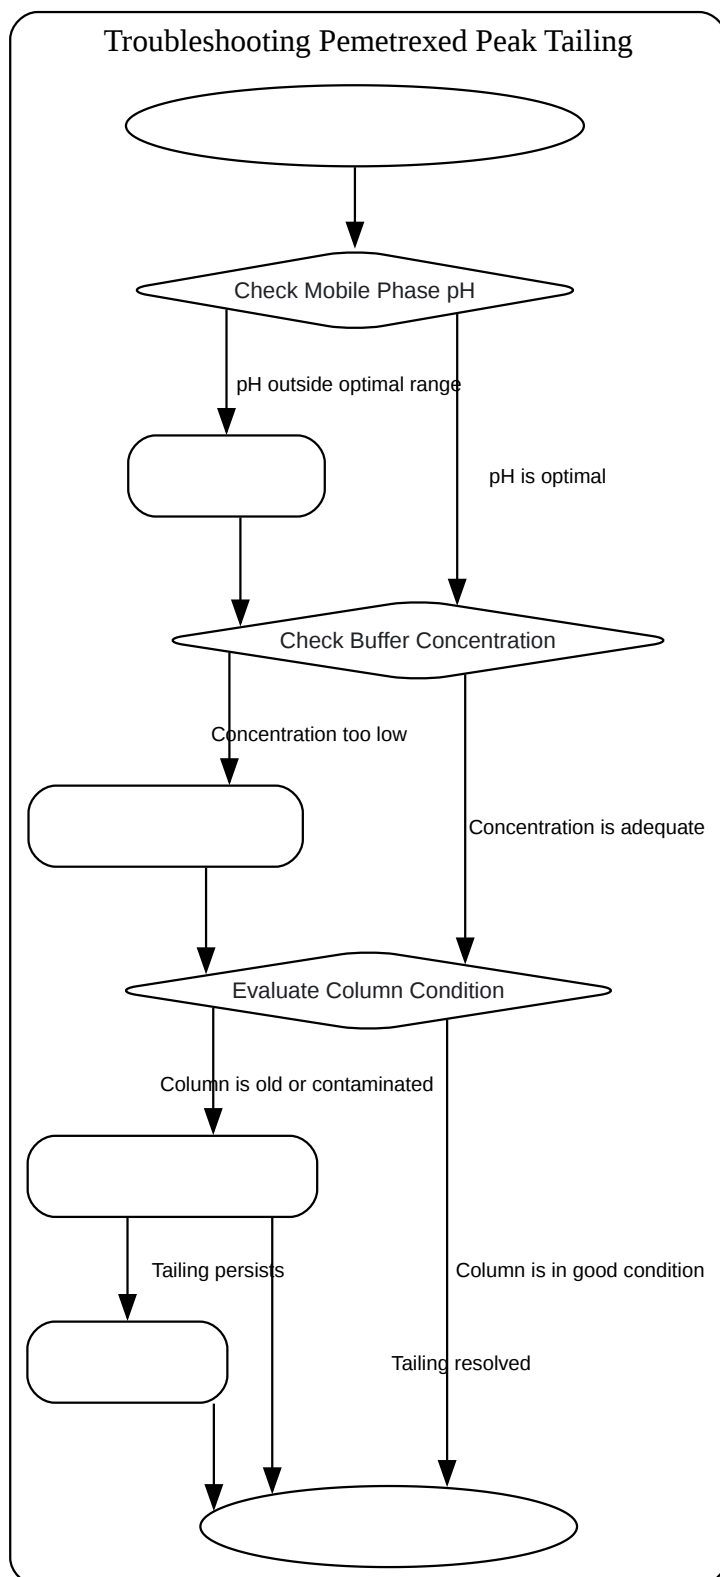 Troubleshooting Pemetrexed Peak Tailing
Check Mobile Phase pH
pH outside optimal range
pH is optimal
Check Buffer Concentration
Concentration too low
Concentration is adequate
Evaluate Column Condition
Column is old or contaminated
Tailing persists
Column is in good condition
Tailing resolved